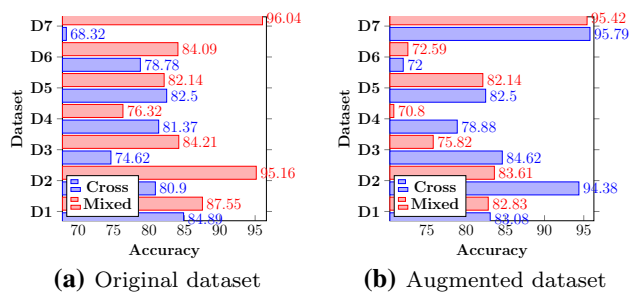 D7
96.04
68.32
D6
84.09
78.78
D5
82.14
82.5
D4
76.32
81.37
D3
84.21
74.62
D2
95.16
80.9
D1
87.55
84.89
Cross
Mixed
70 75 80 85 90 95
Accuracy
Dataset
(a) Original dataset
D7
95.42
95.79
D6
72.59
72
D5
82.14
82.5
D4
70.8
78.88
D3
75.82
84.62
D2
83.61
94.38
D1
82.83
83.08
Cross
Mixed
75 80 85 90 95
Accuracy
Dataset
(b) Augmented dataset